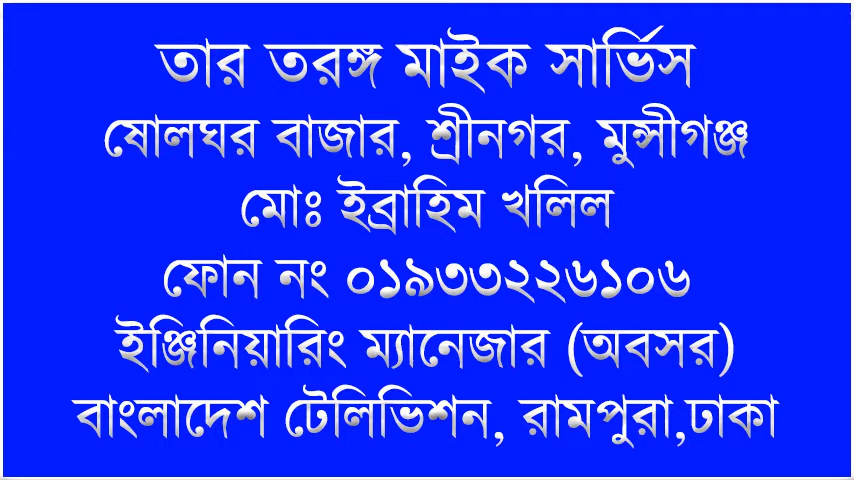 তার তরঙ্গ মাইক সার্ভিস
ষোলঘর বাজার, শ্রীনগর, মুন্সীগঞ্জ
মোঃ ইব্রাহিম খলিল
ফোন নং ০১৯৩৩২২৬১০৬
ইঞ্জিনিয়ারিং ম্যানেজার (অবসর)
বাংলাদেশ টেলিভিশন, রামপুরা,ঢাকা